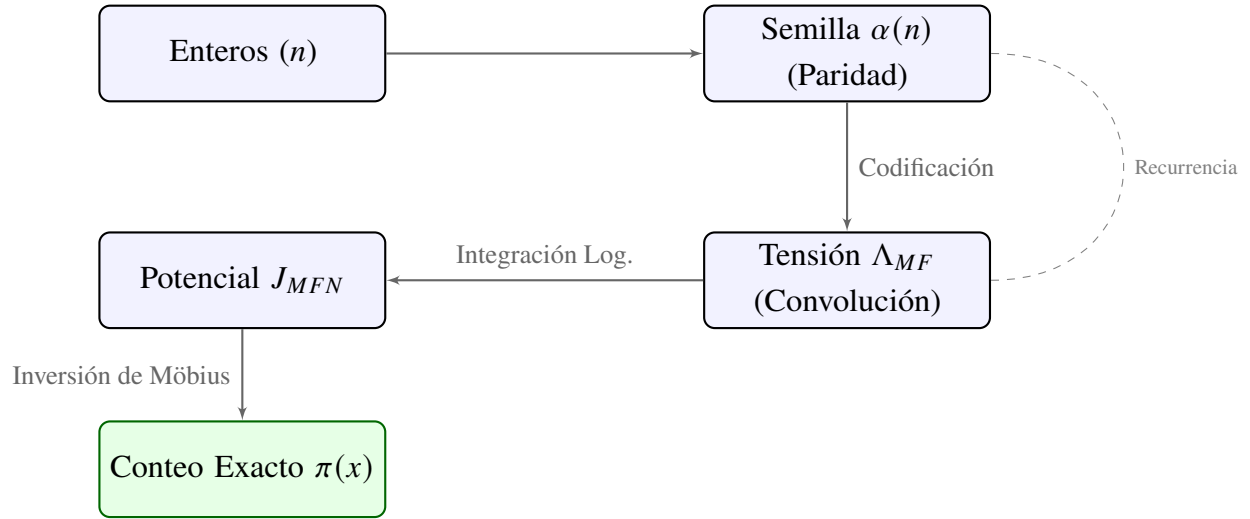 Enteros (n)
Semilla α(n)
(Paridad)
Codificación
Recurrencia
Tensión Λ_{MF}
(Convolución)
Integración Log.
Potencial J_{MFN}
Inversión de Möbius
Conteo Exacto π(x)